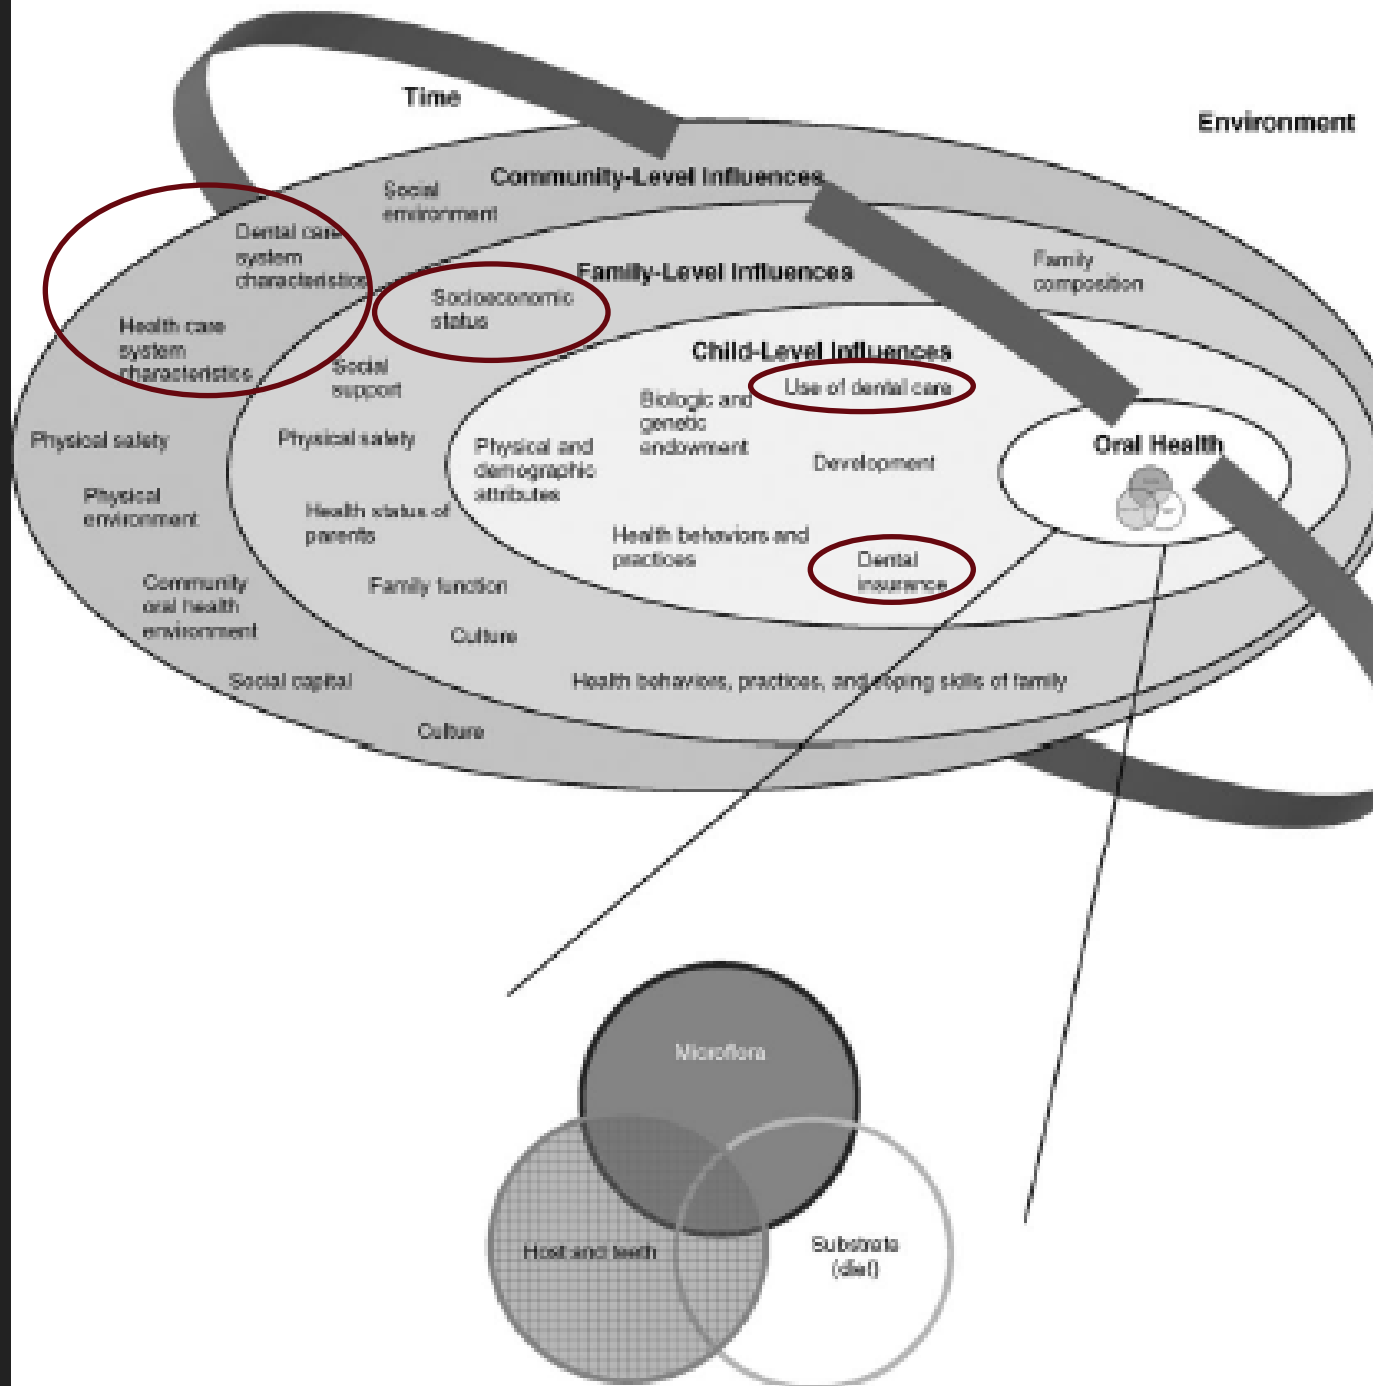 Time
Environment
Community-Level Influences
Social
environment
Dental care
system
characteristics
Health care
system
characteristics
Physical safety
Physical
environment
Community
oral health
environment
Social capital
Culture
Family-Level Influences
Family
composition
Socioeconomic
status
Social
support
Physical safety
Health status of
parents
Family function
Culture
Health behaviors, practices, and coping skills of family
Child-Level Influences
Use of dental care
Biologic and
genetic
endowment
Physical and
demographic
attributes
Development
Health behaviors and
practices
Dental
insurance
Oral Health
Microflora
Host and teeth
Substrate
(diet)